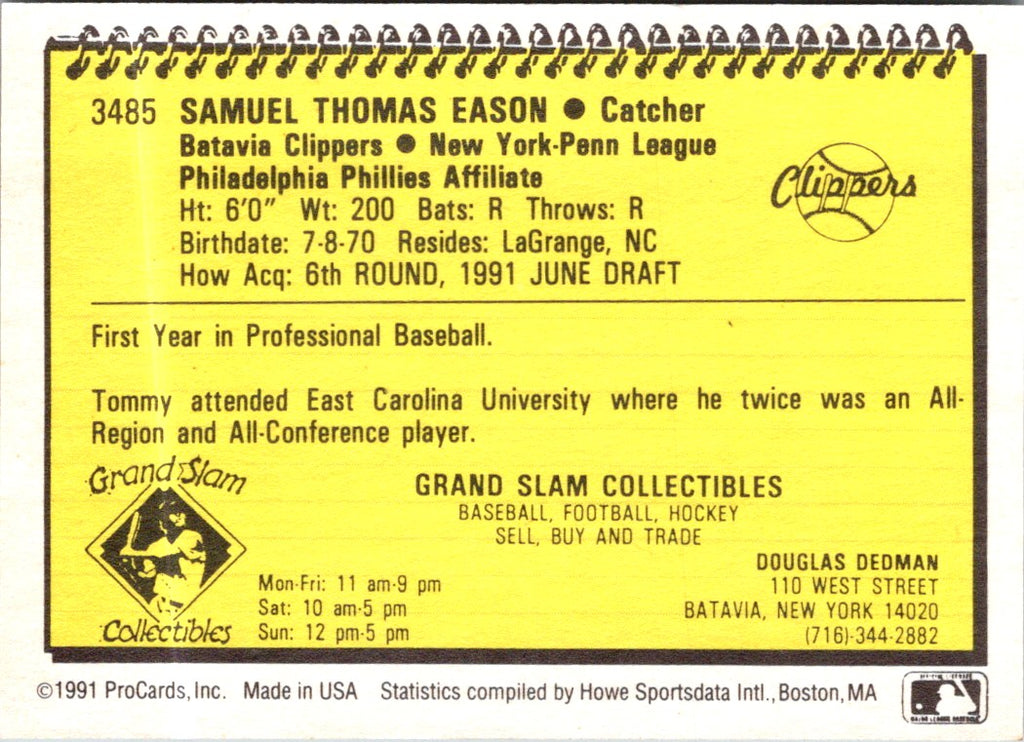 3485 SAMUEL THOMAS EASON ● Catcher
Batavia Clippers ● New York-Penn League
Philadelphia Phillies Affiliate
Ht: 6'0" Wt: 200 Bats: R Throws: R
Birthdate: 7-8-70 Resides: LaGrange, NC
How Acq: 6th ROUND, 1991 JUNE DRAFT
Clippers
First Year in Professional Baseball.
Tommy attended East Carolina University where he twice was an All-
Region and All-Conference player.
Grand Slam
Collectibles
GRAND SLAM COLLECTIBLES
BASEBALL, FOOTBALL, HOCKEY
SELL, BUY AND TRADE
Mon-Fri: 11 am-9 pm
Sat: 10 am-5 pm
Sun: 12 pm-5 pm
DOUGLAS DEDMAN
110 WEST STREET
BATAVIA, NEW YORK 14020
(716)-344-2882
©1991 ProCards, Inc. Made in USA Statistics compiled by Howe Sportsdata Intl., Boston, MA